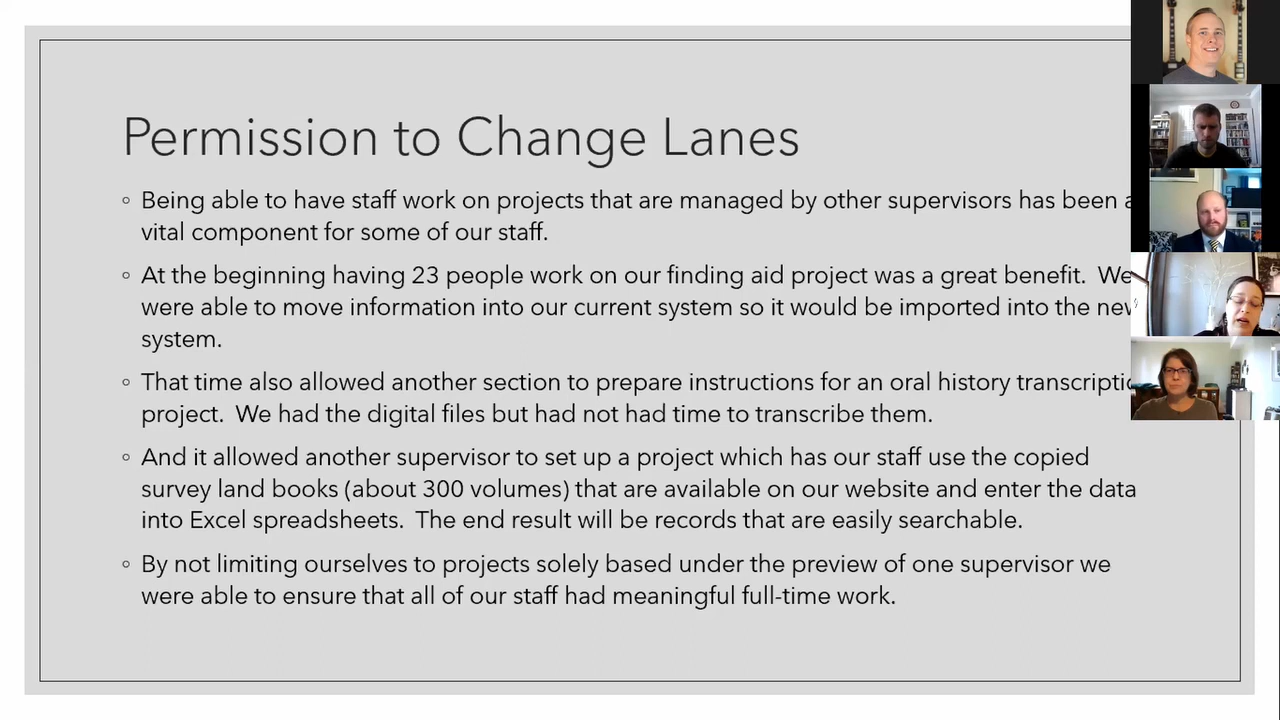 Permission to Change Lanes
◦ Being able to have staff work on projects that are managed by other supervisors has been a
vital component for some of our staff.
◦ At the beginning having 23 people work on our finding aid project was a great benefit.  We
were able to move information into our current system so it would be imported into the new
system.
◦ That time also allowed another section to prepare instructions for an oral history
project.  We had the digital files but had not had time to transcribe them.
◦ And it allowed another supervisor to set up a project which has our staff use the copied
survey land books (about 300 volumes) that are available on our website and enter the data
into Excel spreadsheets.  The end result will be records that are easily searchable.
◦ By not limiting ourselves to projects solely based under the preview of one supervisor we
were able to ensure that all of our staff had meaningful full-time work.